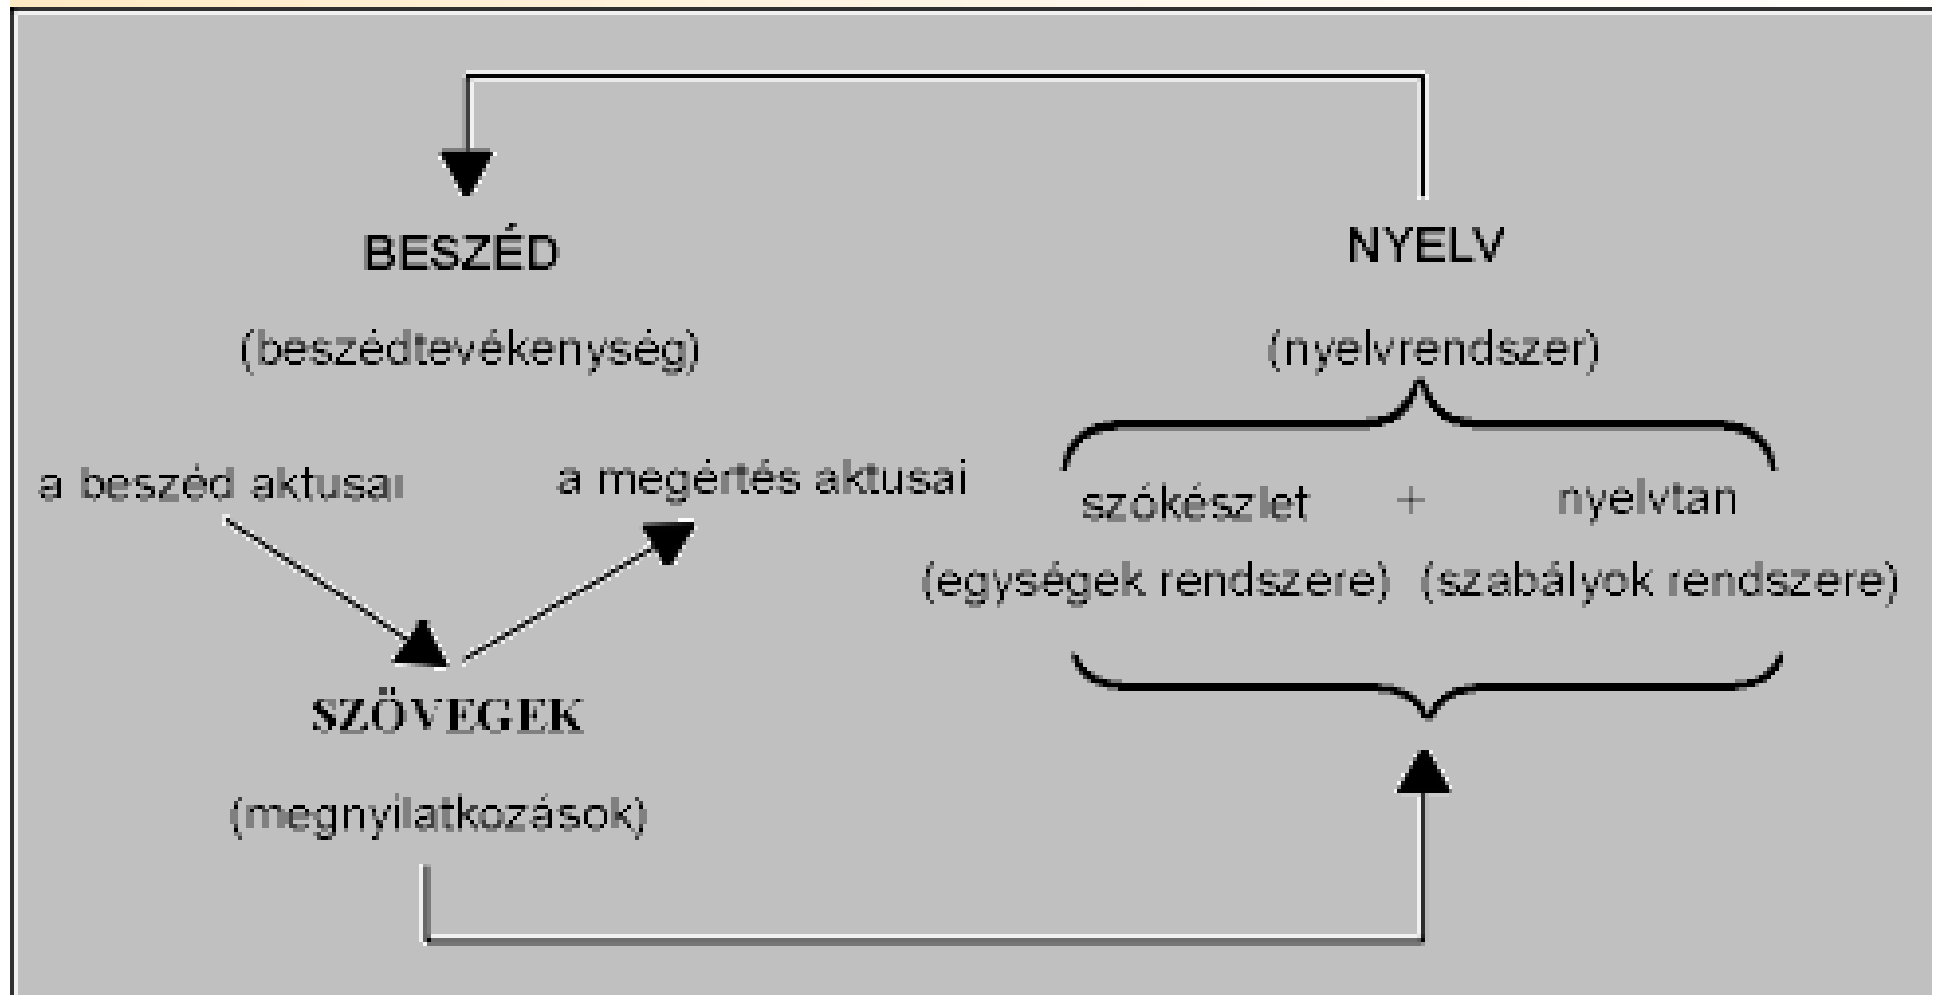 BESZÉD
(beszédtevékenység)
a beszéd aktusai
a megértés aktusai
SZÖVEGEK
(megnyilatkozások)
NYELV
(nyelvrendszer)
szókészlet + nyelvtan
(egységek rendszere) (szabályok rendszere)